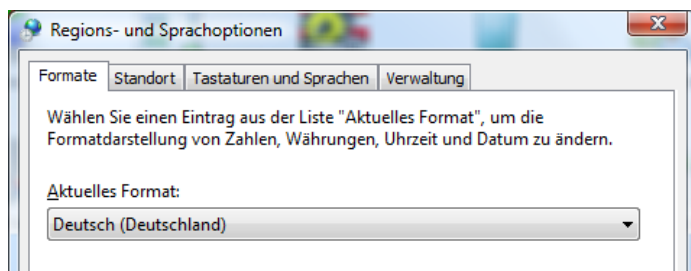 Regions- und Sprachoptionen
Formate Standort Tastaturen und Sprachen Verwaltung
Wählen Sie einen Eintrag aus der Liste "Aktuelles Format", um die
Formatdarstellung von Zahlen, Währungen, Uhrzeit und Datum zu ändern.
Aktuelles Format:
Deutsch (Deutschland)